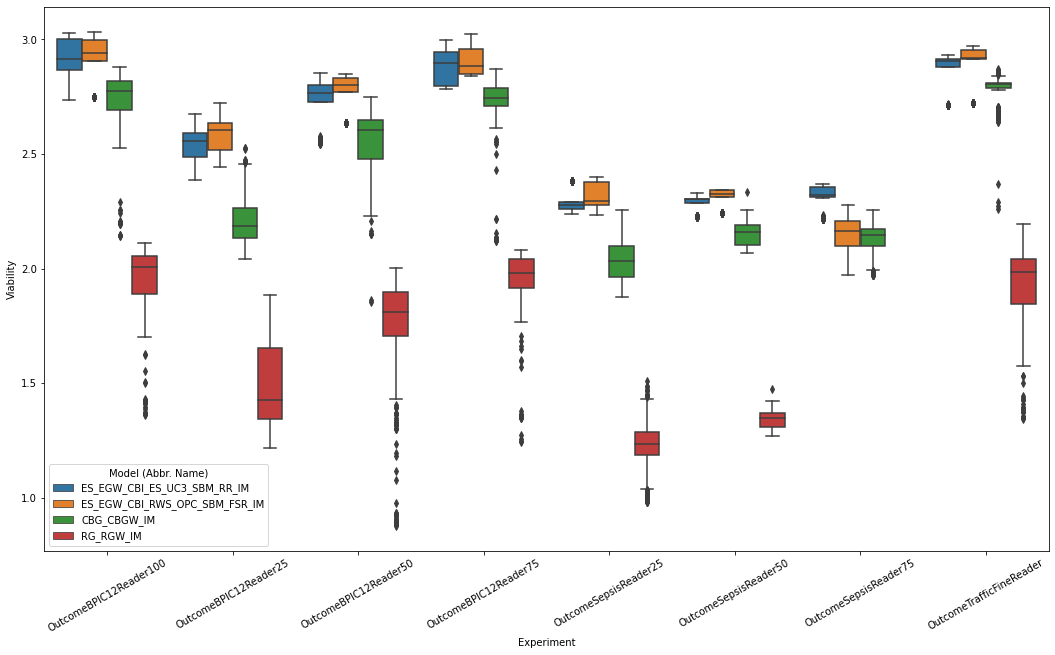 3.0
2.5
2.0
1.5
1.0
Viability
Model (Abbr. Name)
ES_EGW_CBI_ES_UC3_SBM_RR_IM
ES_EGW_CBI_RWS_OPC_SBM_FSR_IM
CBG_CBGW_IM
RG_RGW_IM
OutcomeBPIC12Reader100
OutcomeBPIC12Reader25
OutcomeBPIC12Reader50
OutcomeBPIC12Reader75
OutcomeSepsisReader25
OutcomeSepsisReader50
OutcomeSepsisReader75
OutcomeTrafficFineReader
Experiment